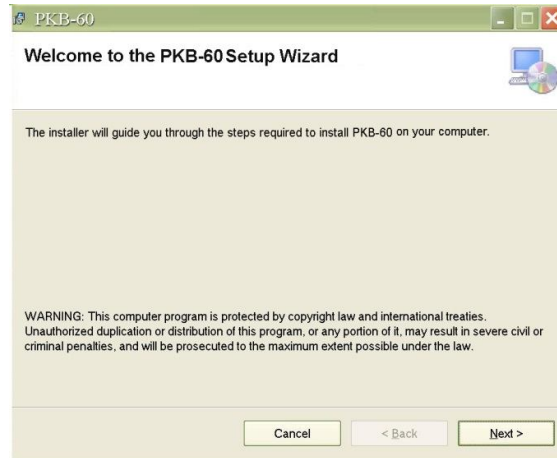 PKB-60
Welcome to the PKB-60 Setup Wizard
The installer will guide you through the steps required to install PKB-60 on your computer.
WARNING: This computer program is protected by copyright law and international treaties.
Unauthorized duplication or distribution of this program, or any portion of it, may result in severe civil or
criminal penalties, and will be prosecuted to the maximum extent possible under the law.
Cancel < Back Next >